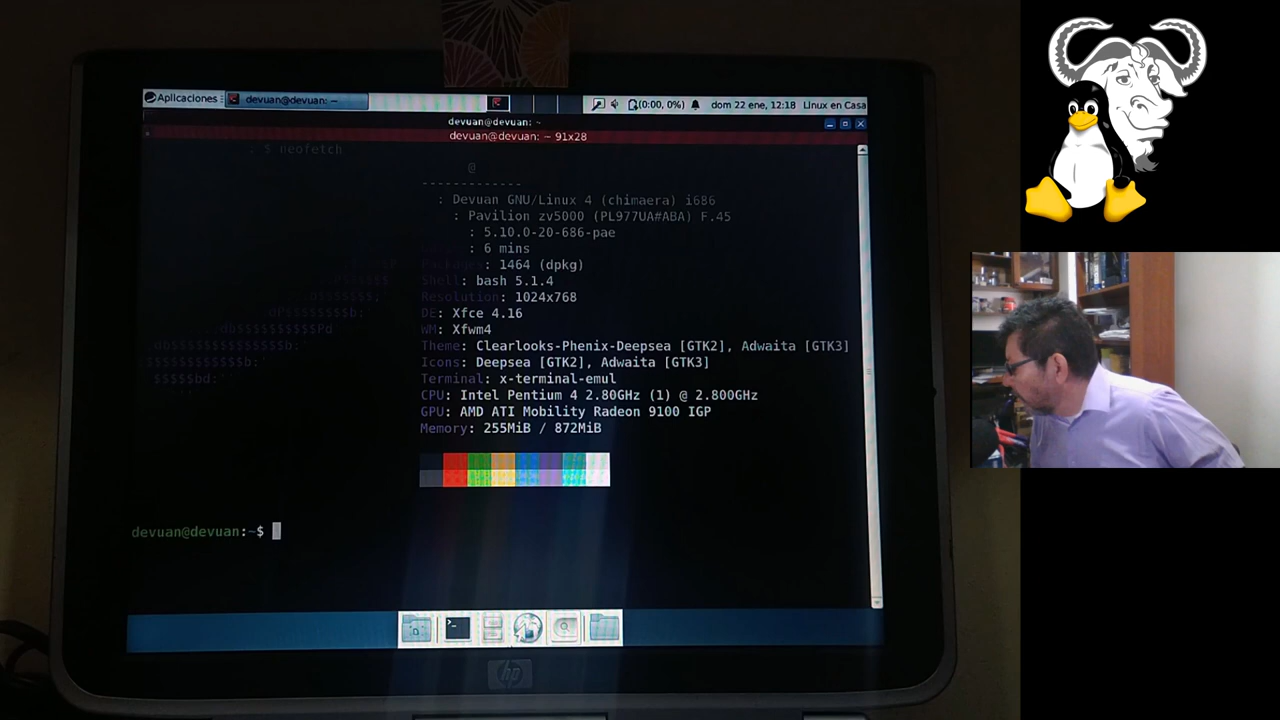 Aplicaciones
devuan@devuan: ~
(0:00, 0%)
dom 22 ene, 12:18
Linux en Casa
devuan@devuan: ~
devuan@devuan: ~ 91x28
: $ neofetch
@
-------------
: Devuan GNU/Linux 4 (chimaera) i686
: Pavilion zv5000 (PL977UA#ABA) F.45
: 5.10.0-20-686-pae
: 6 mins
Packages: 1464 (dpkg)
Shell: bash 5.1.4
Resolution: 1024x768
DE: Xfce 4.16
WM: Xfwm4
Theme: Clearlooks-Phenix-Deepsea [GTK2], Adwaita [GTK3]
Icons: Deepsea [GTK2], Adwaita [GTK3]
Terminal: x-terminal-emul
CPU: Intel Pentium 4 2.80GHz (1) @ 2.800GHz
GPU: AMD ATI Mobility Radeon 9100 IGP
Memory: 255MiB / 872MiB
devuan@devuan:~$
hp